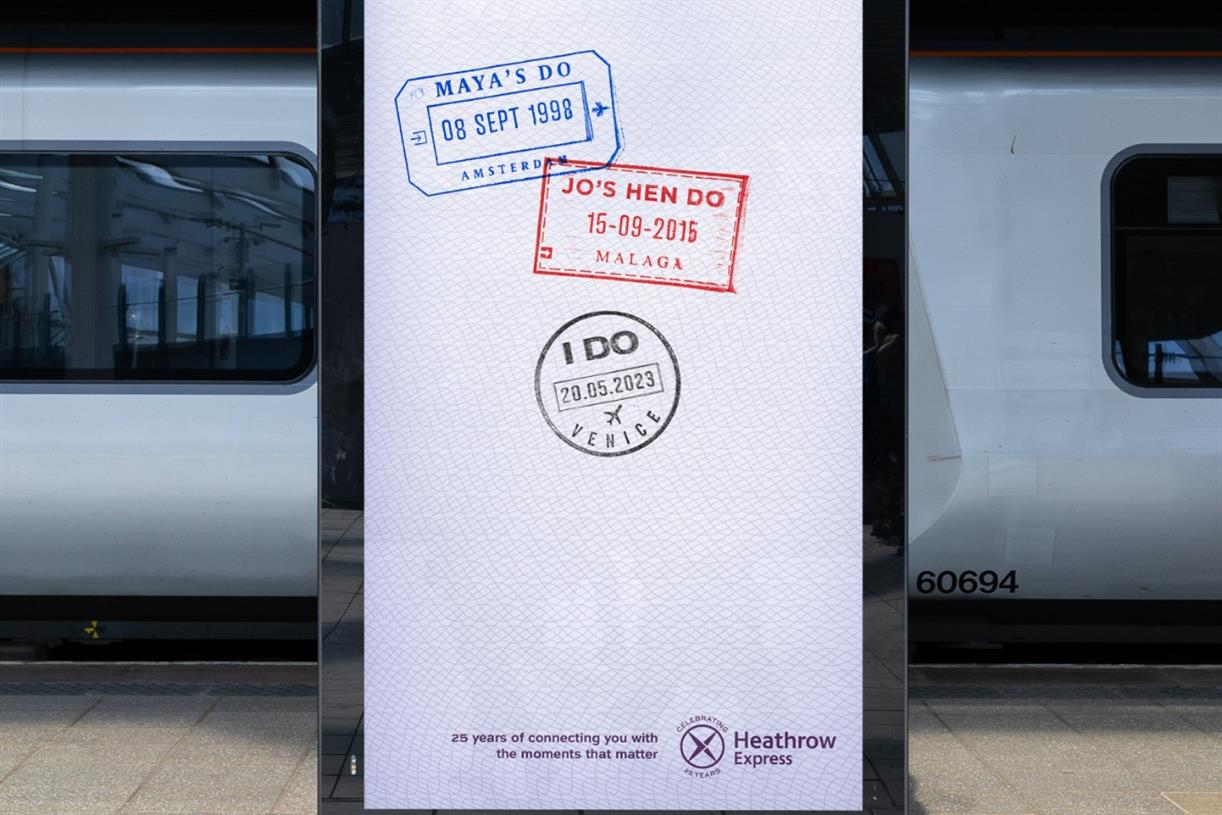 MAYA'S DO
08 SEPT 1998
AMSTERDAM
JO'S HEN DO
15-09-2015
MALAGA
I DO
20.05.2023
VENICE
25 years of connecting you with
the moments that matter
CELEBRATING
25 YEARS
Heathrow
Express
60694